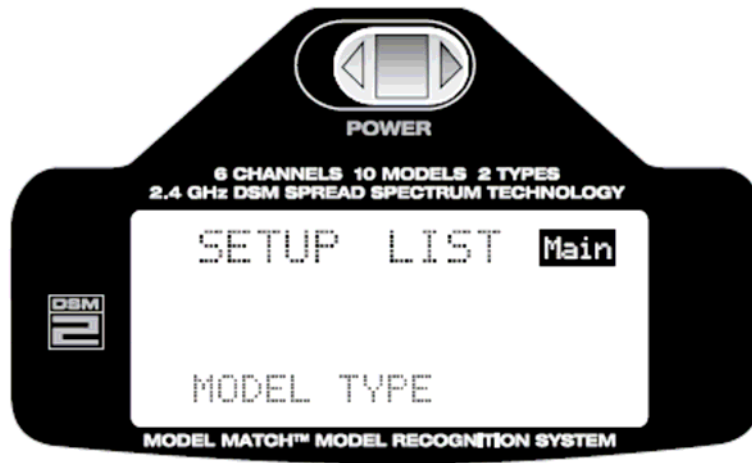 POWER
6 CHANNELS 10 MODELS 2 TYPES
2.4 GHz DSM SPREAD SPECTRUM TECHNOLOGY
SETUP LIST Main
DSM
2
MODEL TYPE
MODEL MATCH™ MODEL RECOGNITION SYSTEM